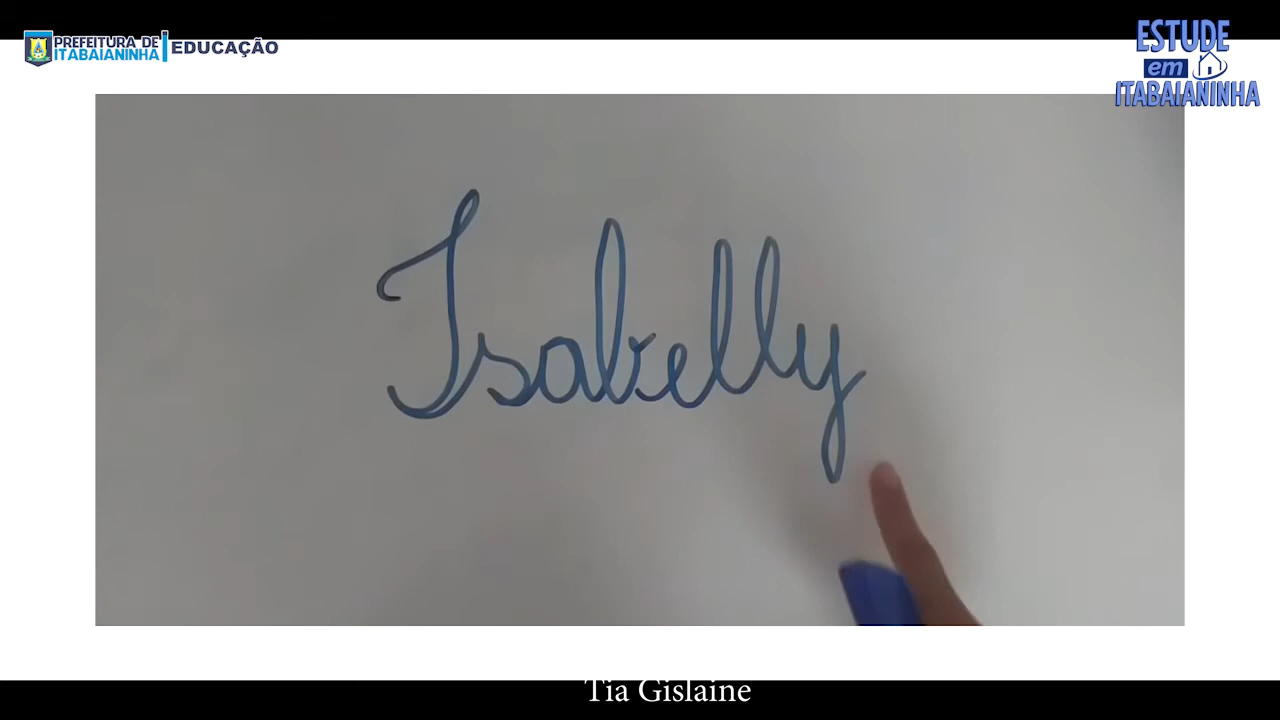 PREFEITURA DE
ITABAIANINHA
EDUCAÇÃO
ESTUDE
em
ITABAIANINHA
Isabelly
Tia Gislaine